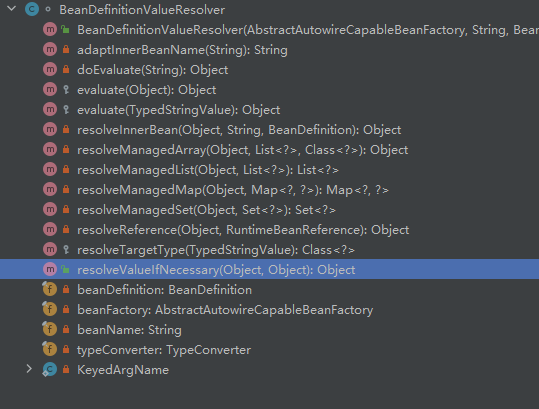 BeanDefinitionValueResolver
BeanDefinitionValueResolver(AbstractAutowireCapableBeanFactory, String, Bean
adaptInnerBeanName(String): String
doEvaluate(String): Object
evaluate(Object): Object
evaluate(TypedStringValue): Object
resolveInnerBean(Object, String, BeanDefinition): Object
resolveManagedArray(Object, List<?>, Class<?>): Object
resolveManagedList(Object, List<?>): List<?>
resolveManagedMap(Object, Map<?, ?>): Map<?, ?>
resolveManagedSet(Object, Set<?>): Set<?>
resolveReference(Object, RuntimeBeanReference): Object
resolveTargetType(TypedStringValue): Class<?>
resolveValueIfNecessary(Object, Object): Object
beanDefinition: BeanDefinition
beanFactory: AbstractAutowireCapableBeanFactory
beanName: String
typeConverter: TypeConverter
KeyedArgName